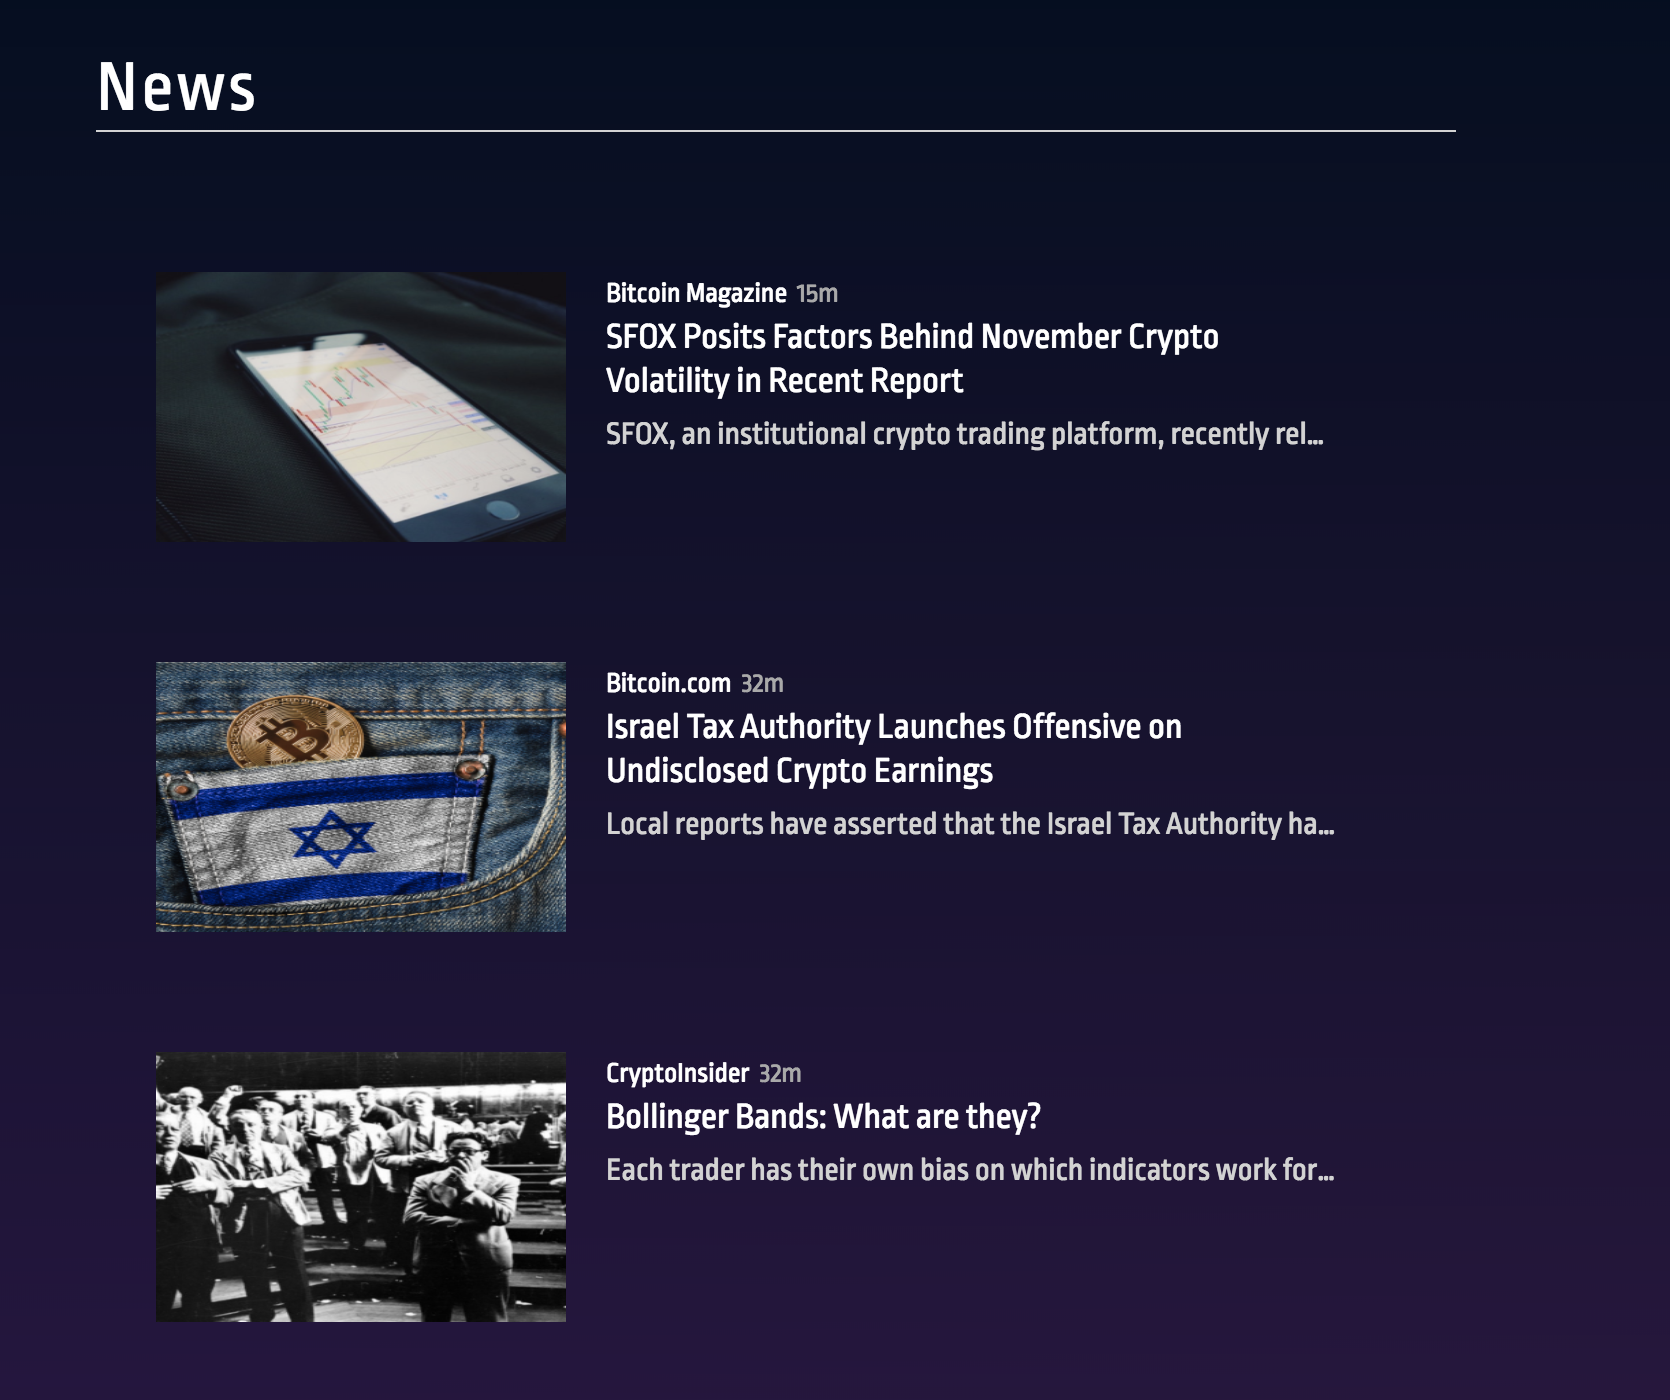 News
Bitcoin Magazine 15m
SFOX Posits Factors Behind November Crypto
Volatility in Recent Report
SFOX, an institutional crypto trading platform, recently rel...
Bitcoin.com 32m
Israel Tax Authority Launches Offensive on
Undisclosed Crypto Earnings
Local reports have asserted that the Israel Tax Authority ha...
CryptoInsider 32m
Bollinger Bands: What are they?
Each trader has their own bias on which indicators work for...